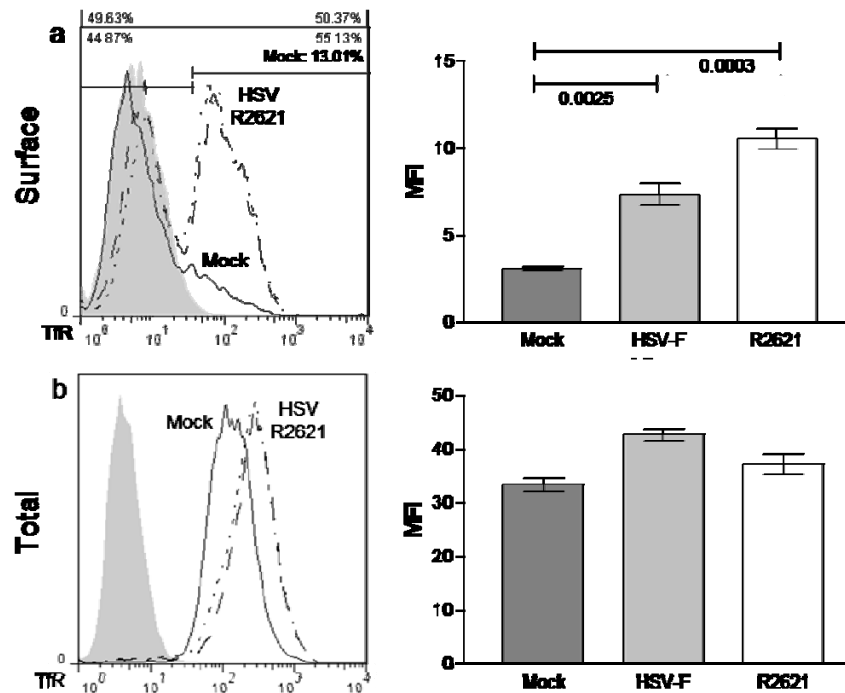 a
49.63% 50.37%
44.87% 55.13%
Mock: 13.01%
HSV
R2621
Mock
Surface
0
TfR 10⁰ 10¹ 10² 10³ 10⁴
15
10
5
0
MFI
0.0003
0.0025
Mock HSV-F R2621
b
Mock HSV
R2621
Total
0
TfR 10⁰ 10¹ 10² 10³ 10⁴
50
40
30
20
10
0
MFI
Mock HSV-F R2621